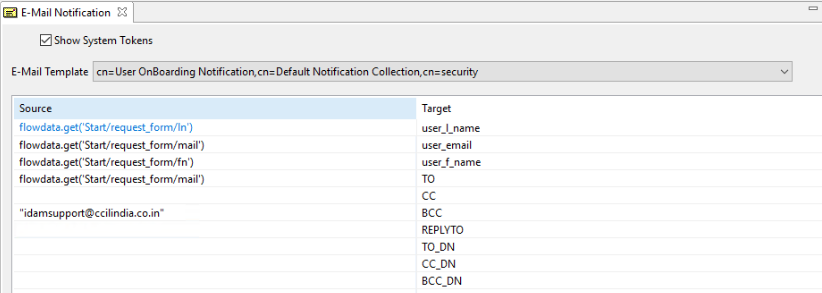 E-Mail Notification
Show System Tokens
E-Mail Template cn=User OnBoarding Notification,cn=Default Notification Collection,cn=security
Source Target
flowdata.get('Start/request_form/ln') user_l_name
flowdata.get('Start/request_form/mail') user_email
flowdata.get('Start/request_form/fn') user_f_name
flowdata.get('Start/request_form/mail') TO
CC
"idamsupport@ccilindia.co.in" BCC
REPLYTO
TO_DN
CC_DN
BCC_DN